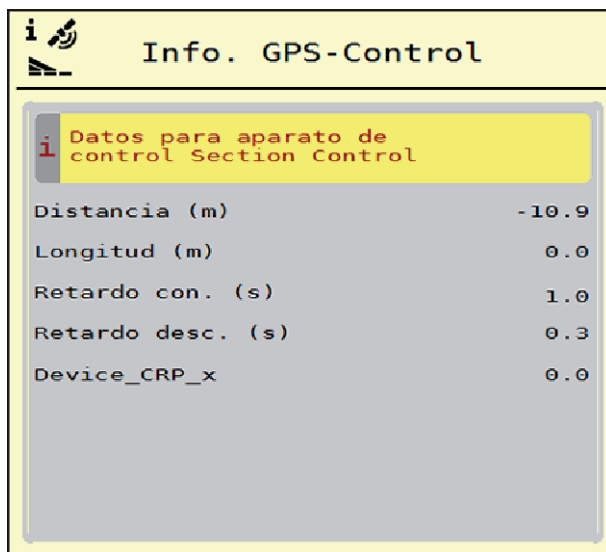 i
Info. GPS-Control
i
Datos para aparato de
control Section Control
Distancia (m) -10.9
Longitud (m) 0.0
Retardo con. (s) 1.0
Retardo desc. (s) 0.3
Device_CRP_x 0.0